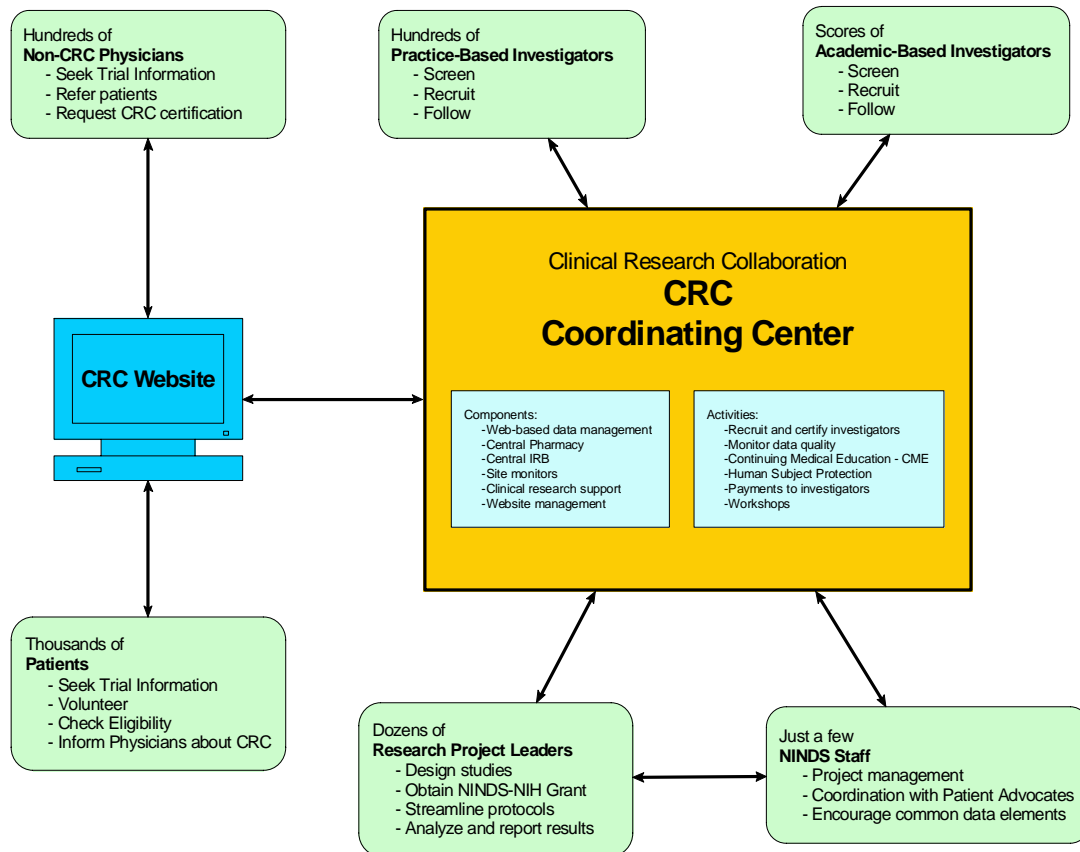 Hundreds of
Non-CRC Physicians
- Seek Trial Information
- Refer patients
- Request CRC certification
Hundreds of
Practice-Based Investigators
- Screen
- Recruit
- Follow
Scores of
Academic-Based Investigators
- Screen
- Recruit
- Follow
Clinical Research Collaboration
CRC
Coordinating Center
CRC Website
Components:
-Web-based data management
-Central Pharmacy
-Central IRB
-Site monitors
-Clinical research support
-Website management
Activities:
-Recruit and certify investigators
-Monitor data quality
-Continuing Medical Education - CME
-Human Subject Protection
-Payments to investigators
-Workshops
Thousands of
Patients
- Seek Trial Information
- Volunteer
- Check Eligibility
- Inform Physicians about CRC
Dozens of
Research Project Leaders
- Design studies
- Obtain NINDS-NIH Grant
- Streamline protocols
- Analyze and report results
Just a few
NINDS Staff
- Project management
- Coordination with Patient Advocates
- Encourage common data elements